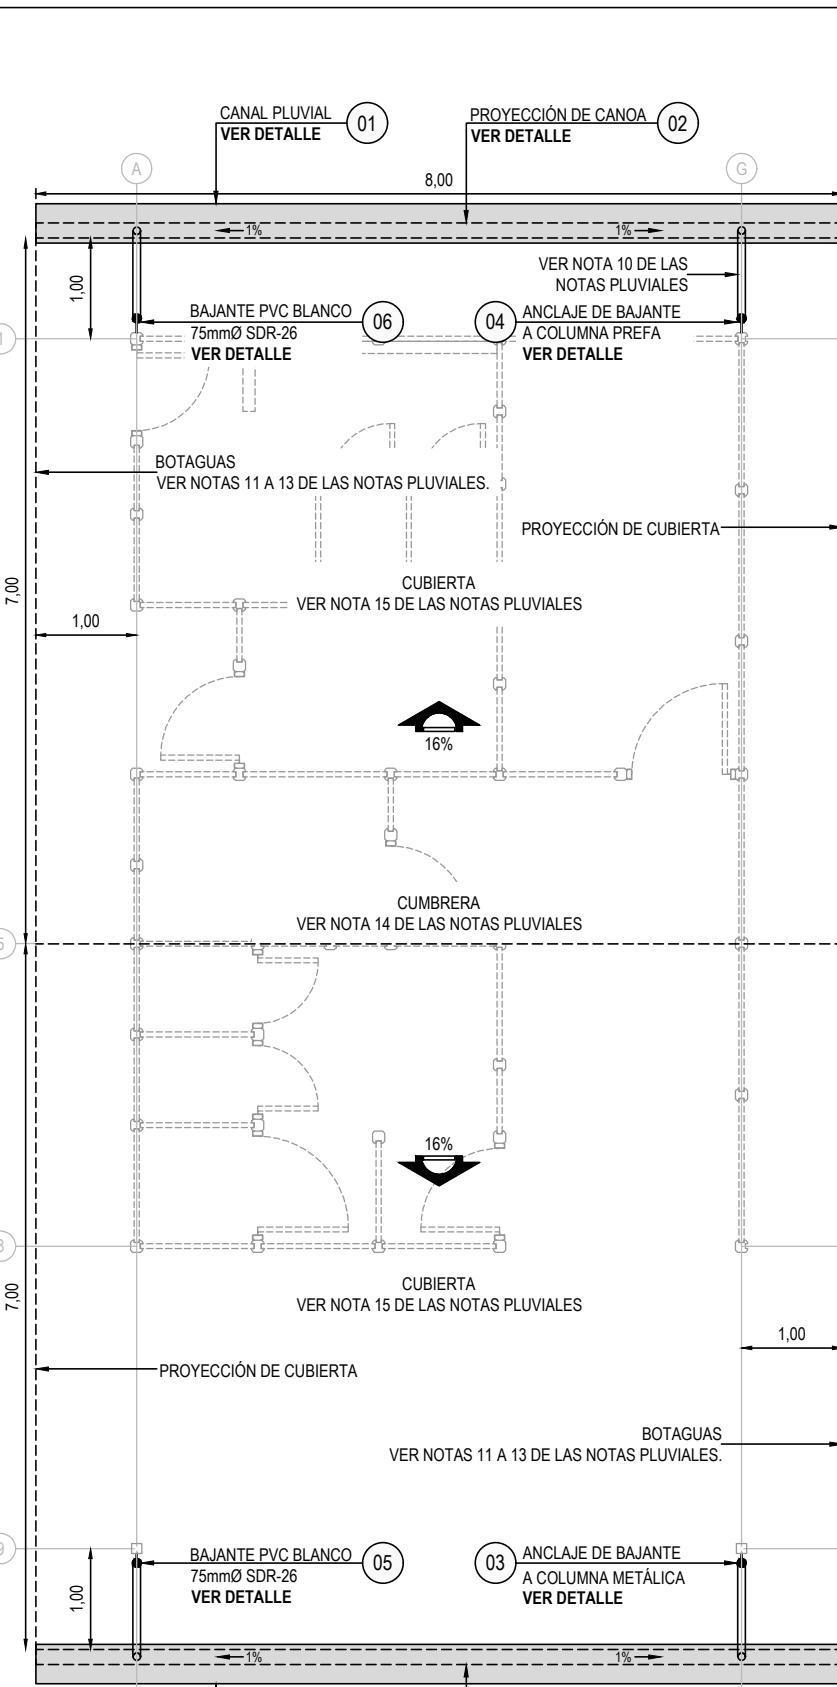 CANAL PLUVIAL
VER DETALLE
01
PROYECCIÓN DE CANOA
VER DETALLE
02
A
G
8,00
1%
1%
1,00
VER NOTA 10 DE LAS
NOTAS PLUVIALES
BAJANTE PVC BLANCO
75mmØ SDR-26
VER DETALLE
06
04
ANCLAJE DE BAJANTE
A COLUMNA PREFA
VER DETALLE
BOTAGUAS
VER NOTAS 11 A 13 DE LAS NOTAS PLUVIALES.
PROYECCIÓN DE CUBIERTA
7,00
CUBIERTA
VER NOTA 15 DE LAS NOTAS PLUVIALES
1,00
16%
CUMBRERA
VER NOTA 14 DE LAS NOTAS PLUVIALES
16%
CUBIERTA
VER NOTA 15 DE LAS NOTAS PLUVIALES
7,00
1,00
PROYECCIÓN DE CUBIERTA
BOTAGUAS
VER NOTAS 11 A 13 DE LAS NOTAS PLUVIALES.
BAJANTE PVC BLANCO
75mmØ SDR-26
VER DETALLE
05
03
ANCLAJE DE BAJANTE
A COLUMNA METÁLICA
VER DETALLE
1,00
1%
1%